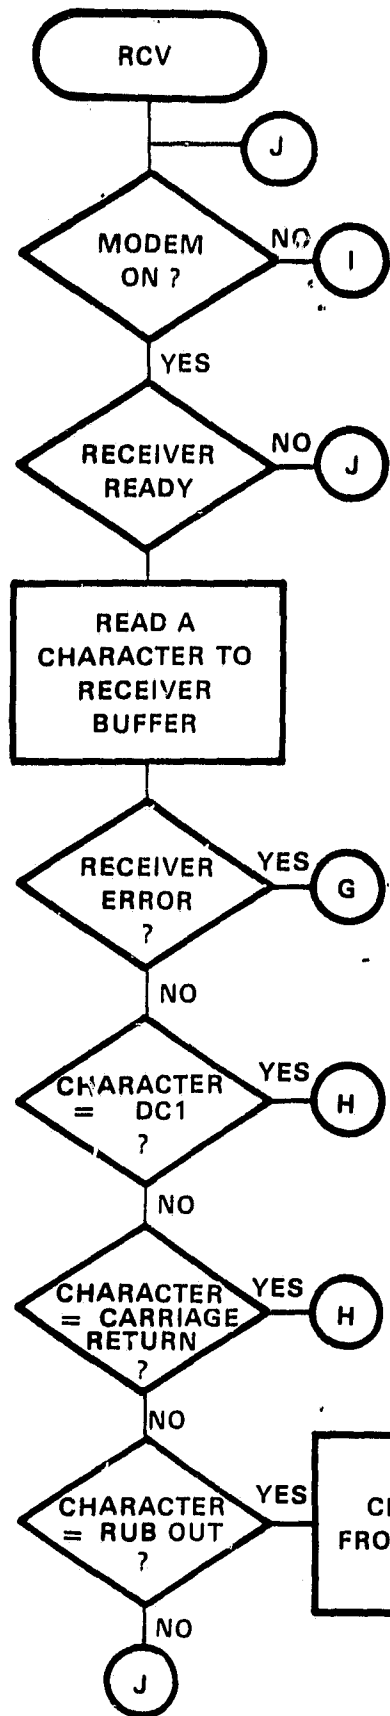 RCV
J
MODEM
ON ?
NO
I
YES
RECEIVER
READY
NO
J
READ A
CHARACTER TO
RECEIVER
BUFFER
RECEIVER
ERROR
?
YES
G
NO
CHARACTER
= DC1
?
YES
H
NO
CHARACTER
= CARRIAGE
RETURN
?
YES
H
NO
CHARACTER
= RUB OUT
?
YES
NO
J